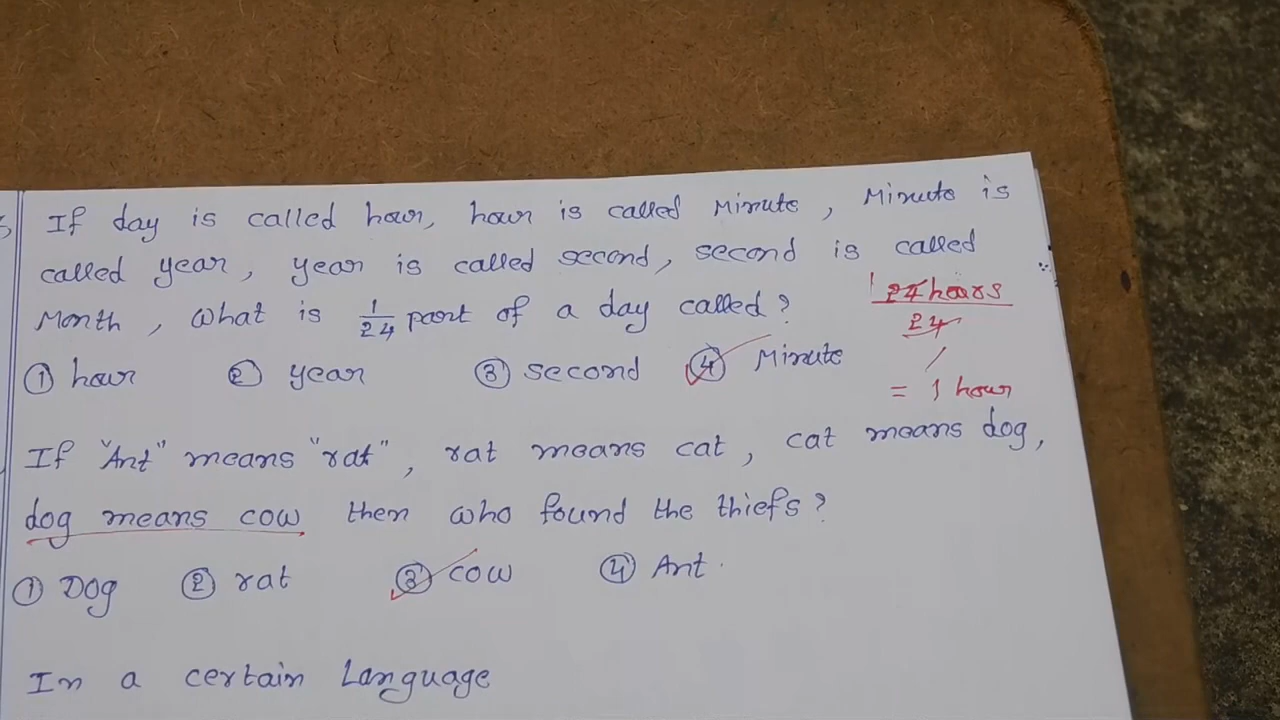 If day is called hour, hour is called Minute, Minute is
called year, year is called second, second is called
Month, what is 1/24 part of a day called?
24 hours
24
= 1 hour
① hour ② year ③ second ④ Minute
If "Ant" means "rat", rat means cat, cat means dog,
dog means cow then who found the thiefs?
① Dog ② rat ③ cow ④ Ant.
In a certain Language